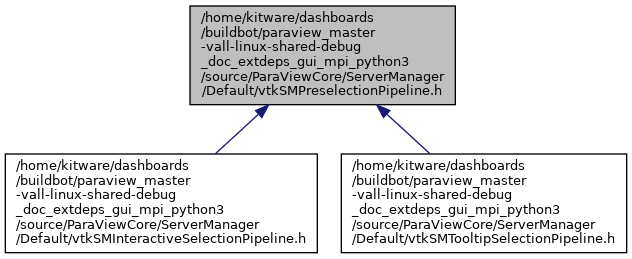 /home/kitware/dashboards
/buildbot/paraview_master
-vall-linux-shared-debug
_doc_extdeps_gui_mpi_python3
/source/ParaViewCore/ServerManager
/Default/vtkSMPreselectionPipeline.h
/home/kitware/dashboards
/buildbot/paraview_master
-vall-linux-shared-debug
_doc_extdeps_gui_mpi_python3
/source/ParaViewCore/ServerManager
/Default/vtkSMInteractiveSelectionPipeline.h
/home/kitware/dashboards
/buildbot/paraview_master
-vall-linux-shared-debug
_doc_extdeps_gui_mpi_python3
/source/ParaViewCore/ServerManager
/Default/vtkSMTooltipSelectionPipeline.h